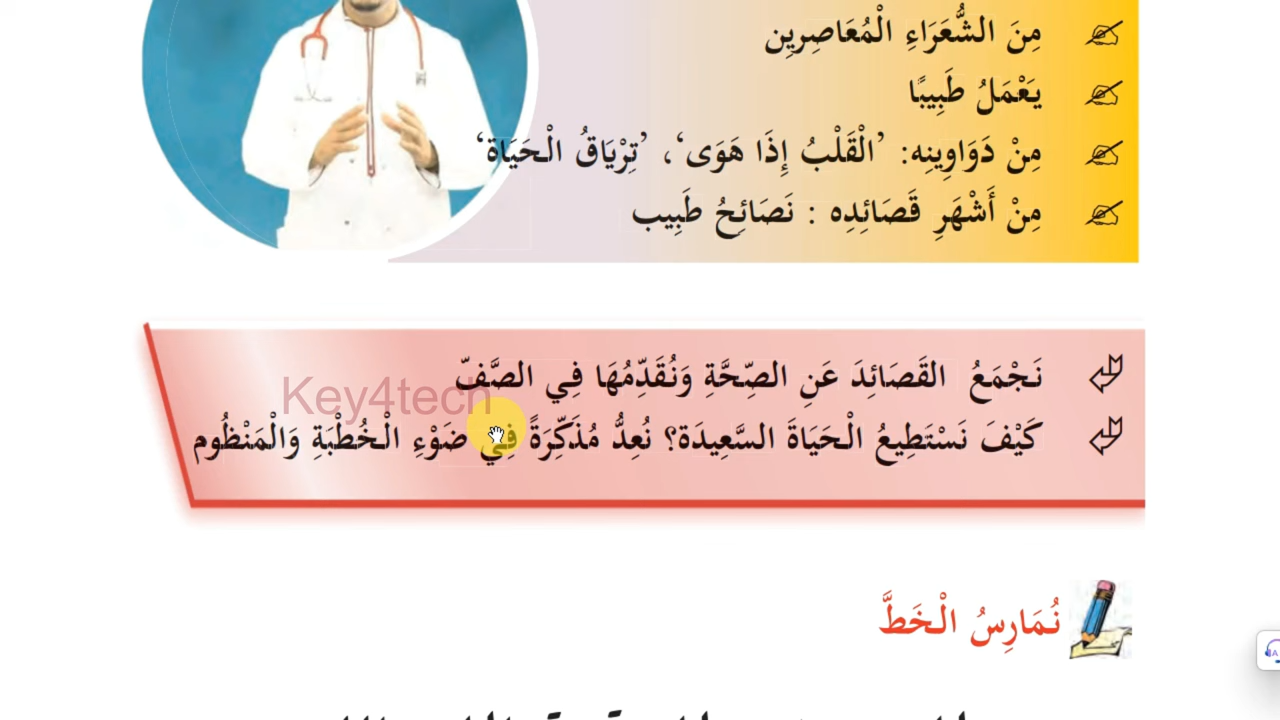 مِنَ الشُّعَرَاءِ الْمُعَاصِرِين
يَعْمَلُ طَبِيبًا
مِنْ دَوَاوِينِه: ’الْقَلْبُ إِذَا هَوَى‘، ’تِرْيَاقُ الْحَيَاة‘
مِنْ أَشْهَرِ قَصَائِدِه : نَصَائِحُ طَبِيب
نَجْمَعُ القَصَائِدَ عَنِ الصِّحَّةِ وَنُقَدِّمُهَا فِي الصَّفّ
Key4tech
كَيْفَ نَسْتَطِيعُ الْحَيَاةَ السَّعِيدَة؟ نُعِدُّ مُذَكِّرَةً فِي ضَوْءِ الْخُطْبَةِ وَالْمَنْظُوم
نُمَارِسُ الْخَطَّ